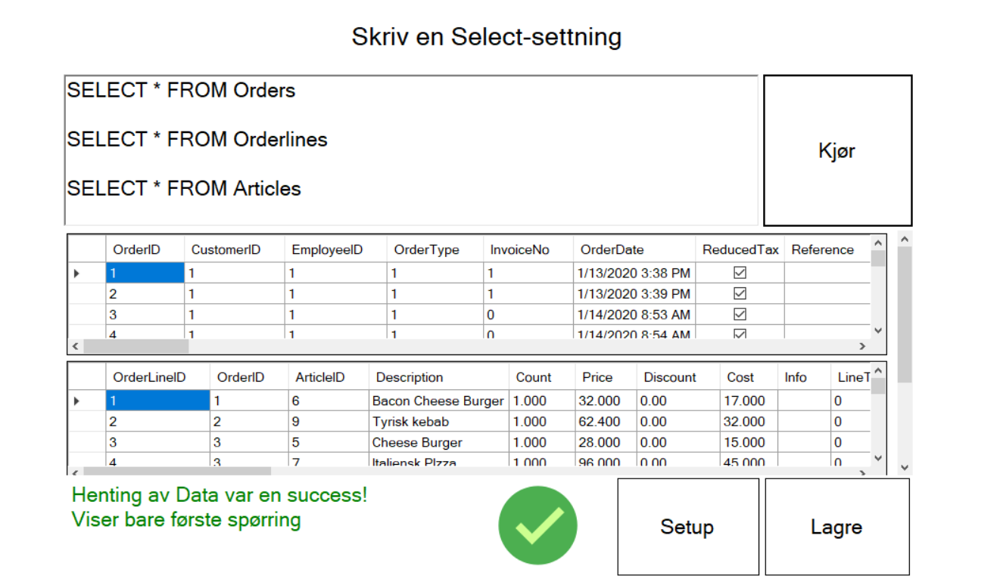 Skriv en Select-settning
SELECT * FROM Orders
SELECT * FROM Orderlines
SELECT * FROM Articles
Kjør
OrderID CustomerID EmployeeID OrderType InvoiceNo OrderDate ReducedTax Reference
1 1 1 1 1 1/13/2020 3:38 PM
2 1 1 1 1 1/13/2020 3:39 PM
3 1 1 1 0 1/14/2020 8:53 AM
4 1 1 1 0 1/14/2020 8:54 AM
OrderLineID OrderID ArticleID Description Count Price Discount Cost Info LineT
1 1 6 Bacon Cheese Burger 1.000 32.000 0.00 17.000 0
2 2 9 Tyrisk kebab 1.000 62.400 0.00 32.000 0
3 3 5 Cheese Burger 1.000 28.000 0.00 15.000 0
4 3 7 Italiensk PIzza 1.000 96.000 0.00 45.000 0
Henting av Data var en success!
Viser bare første spørring
Setup
Lagre